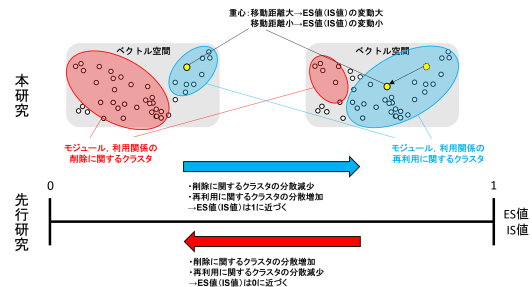 重心：移動距離大→ES値(IS値)の変動大
移動距離小→ES値(IS値)の変動小
ベクトル空間
ベクトル空間
本研究
モジュール，利用関係の
削除に関するクラスタ
モジュール，利用関係の
再利用に関するクラスタ
・削除に関するクラスタの分散減少
・再利用に関するクラスタの分散増加
→ES値(IS値)は1に近づく
0
1
先行研究
ES値
IS値
・削除に関するクラスタの分散増加
・再利用に関するクラスタの分散減少
→ES値(IS値)は0に近づく